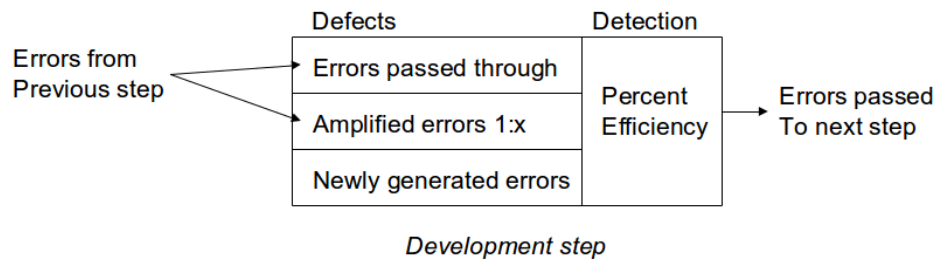 Defects
Detection
Errors from
Previous step
Errors passed through
Amplified errors 1:x
Newly generated errors
Percent
Efficiency
Errors passed
To next step
Development step